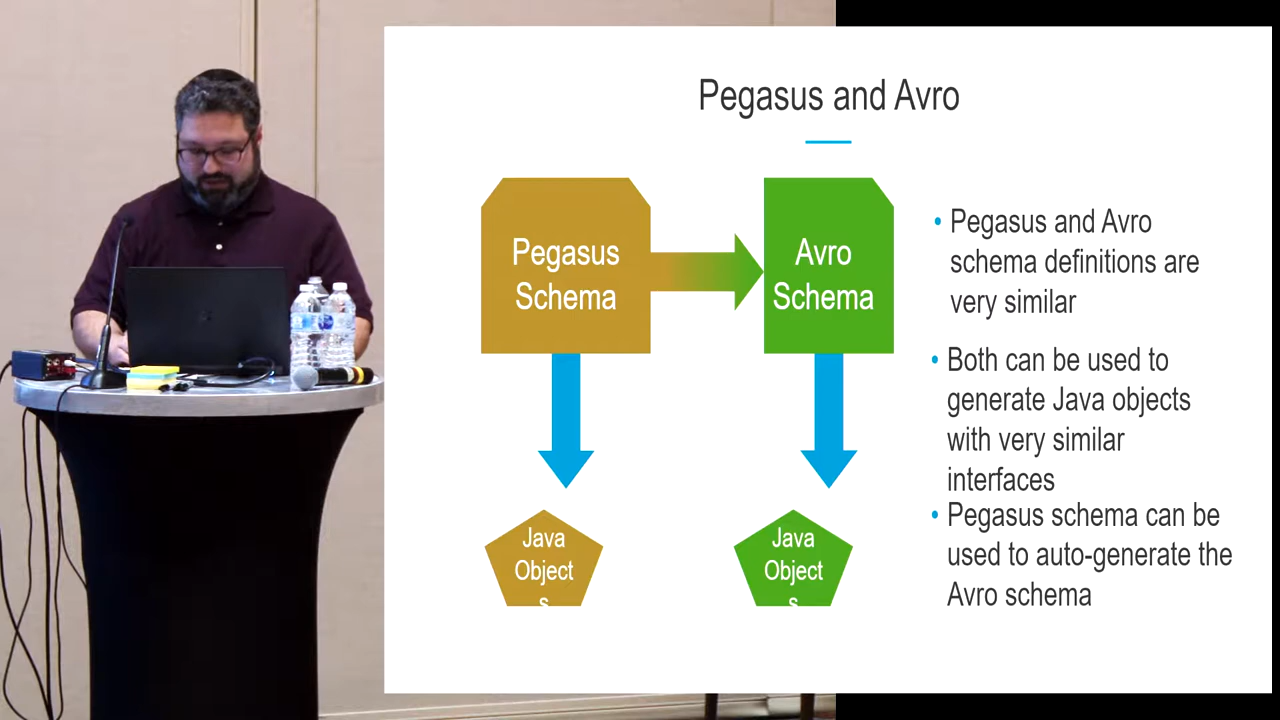 Pegasus and Avro
Pegasus
Schema
Avro
Schema
• Pegasus and Avro
schema definitions are
very similar
• Both can be used to
generate Java objects
with very similar
interfaces
• Pegasus schema can be
used to auto-generate the
Avro schema
Java
Object
s
Java
Object
s